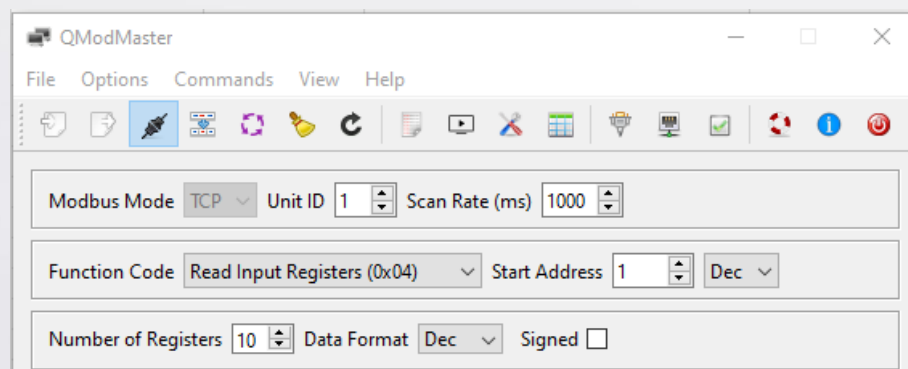 QModMaster
File Options Commands View Help
Modbus Mode TCP Unit ID 1 Scan Rate (ms) 1000
Function Code Read Input Registers (0x04) Start Address 1 Dec
Number of Registers 10 Data Format Dec Signed